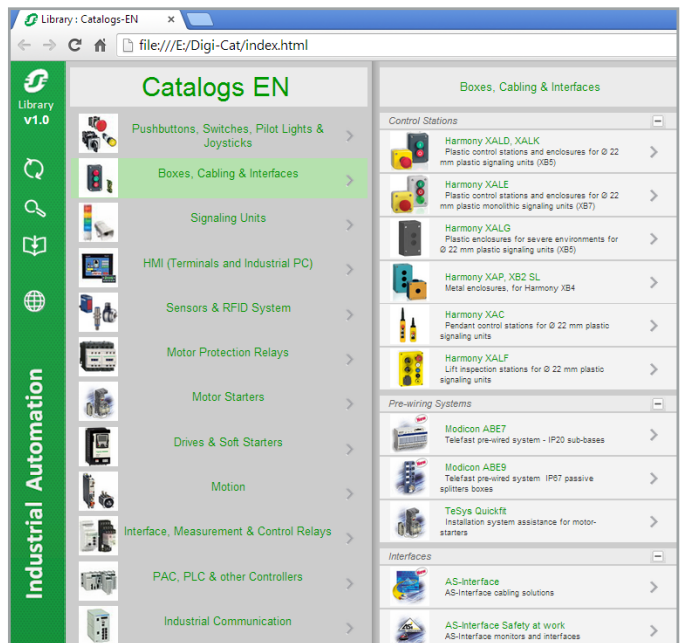 Library : Catalogs-EN
file:///E:/Digi-Cat/index.html
Library
v1.0
Industrial Automation
Catalogs EN
Pushbuttons, Switches, Pilot Lights &
Joysticks
Boxes, Cabling & Interfaces
Signaling Units
HMI (Terminals and Industrial PC)
Sensors & RFID System
Motor Protection Relays
Motor Starters
Drives & Soft Starters
Motion
Interface, Measurement & Control Relays
PAC, PLC & other Controllers
Industrial Communication
Boxes, Cabling & Interfaces
Control Stations
Harmony XALD, XALK
Plastic control stations and enclosures for Ø 22
mm plastic signaling units (XB5)
Harmony XALE
Plastic control stations and enclosures for Ø 22
mm plastic monolithic signaling units (XB7)
Harmony XALG
Plastic enclosures for severe environments for
Ø 22 mm plastic signaling units (XB5)
Harmony XAP, XB2 SL
Metal enclosures, for Harmony XB4
Harmony XAC
Pendant control stations for Ø 22 mm plastic
signaling units
Harmony XALF
Lift inspection stations for Ø 22 mm plastic
signaling units
Pre-wiring Systems
Modicon ABE7
Telefast pre-wired system - IP20 sub-bases
Modicon ABE9
Telefast pre-wired system IP67 passive
splitters boxes
TeSys Quickfit
Installation system assistance for motor-
starters
Interfaces
AS-Interface
AS-Interface cabling solutions
AS-Interface Safety at work
AS-Interface monitors and interfaces